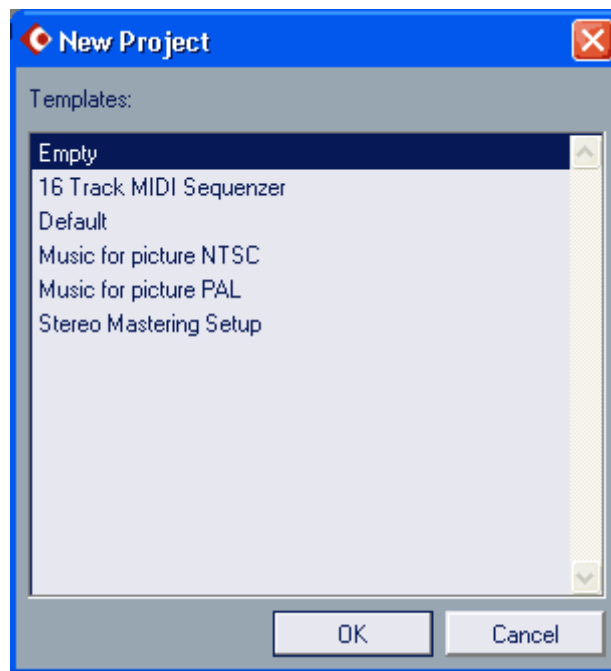 New Project
Templates:
Empty
16 Track MIDI Sequenzer
Default
Music for picture NTSC
Music for picture PAL
Stereo Mastering Setup
OK
Cancel